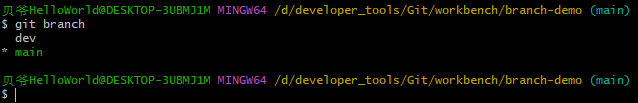 贝爷HelloWorld@DESKTOP-3UBMJ1M MINGW64 /d/developer_tools/Git/workbench/branch-demo (main)
$ git branch
  dev
* main
贝爷HelloWorld@DESKTOP-3UBMJ1M MINGW64 /d/developer_tools/Git/workbench/branch-demo (main)
$